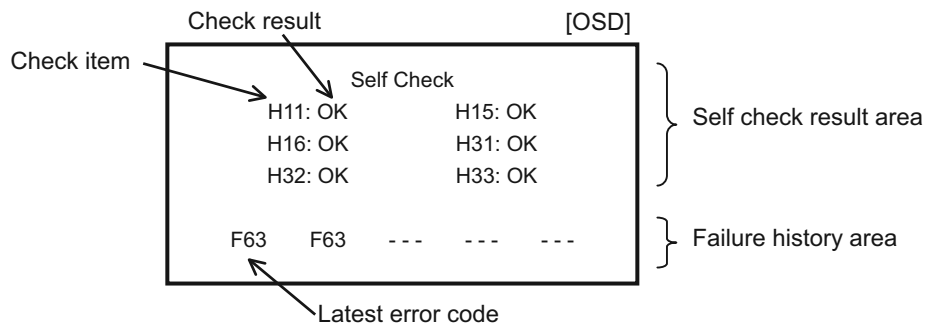 Check result
[OSD]
Check item
Self Check
H11: OK H15: OK
H16: OK H31: OK
H32: OK H33: OK
Self check result area
F63 F63 - - - - - - - - -
Failure history area
Latest error code